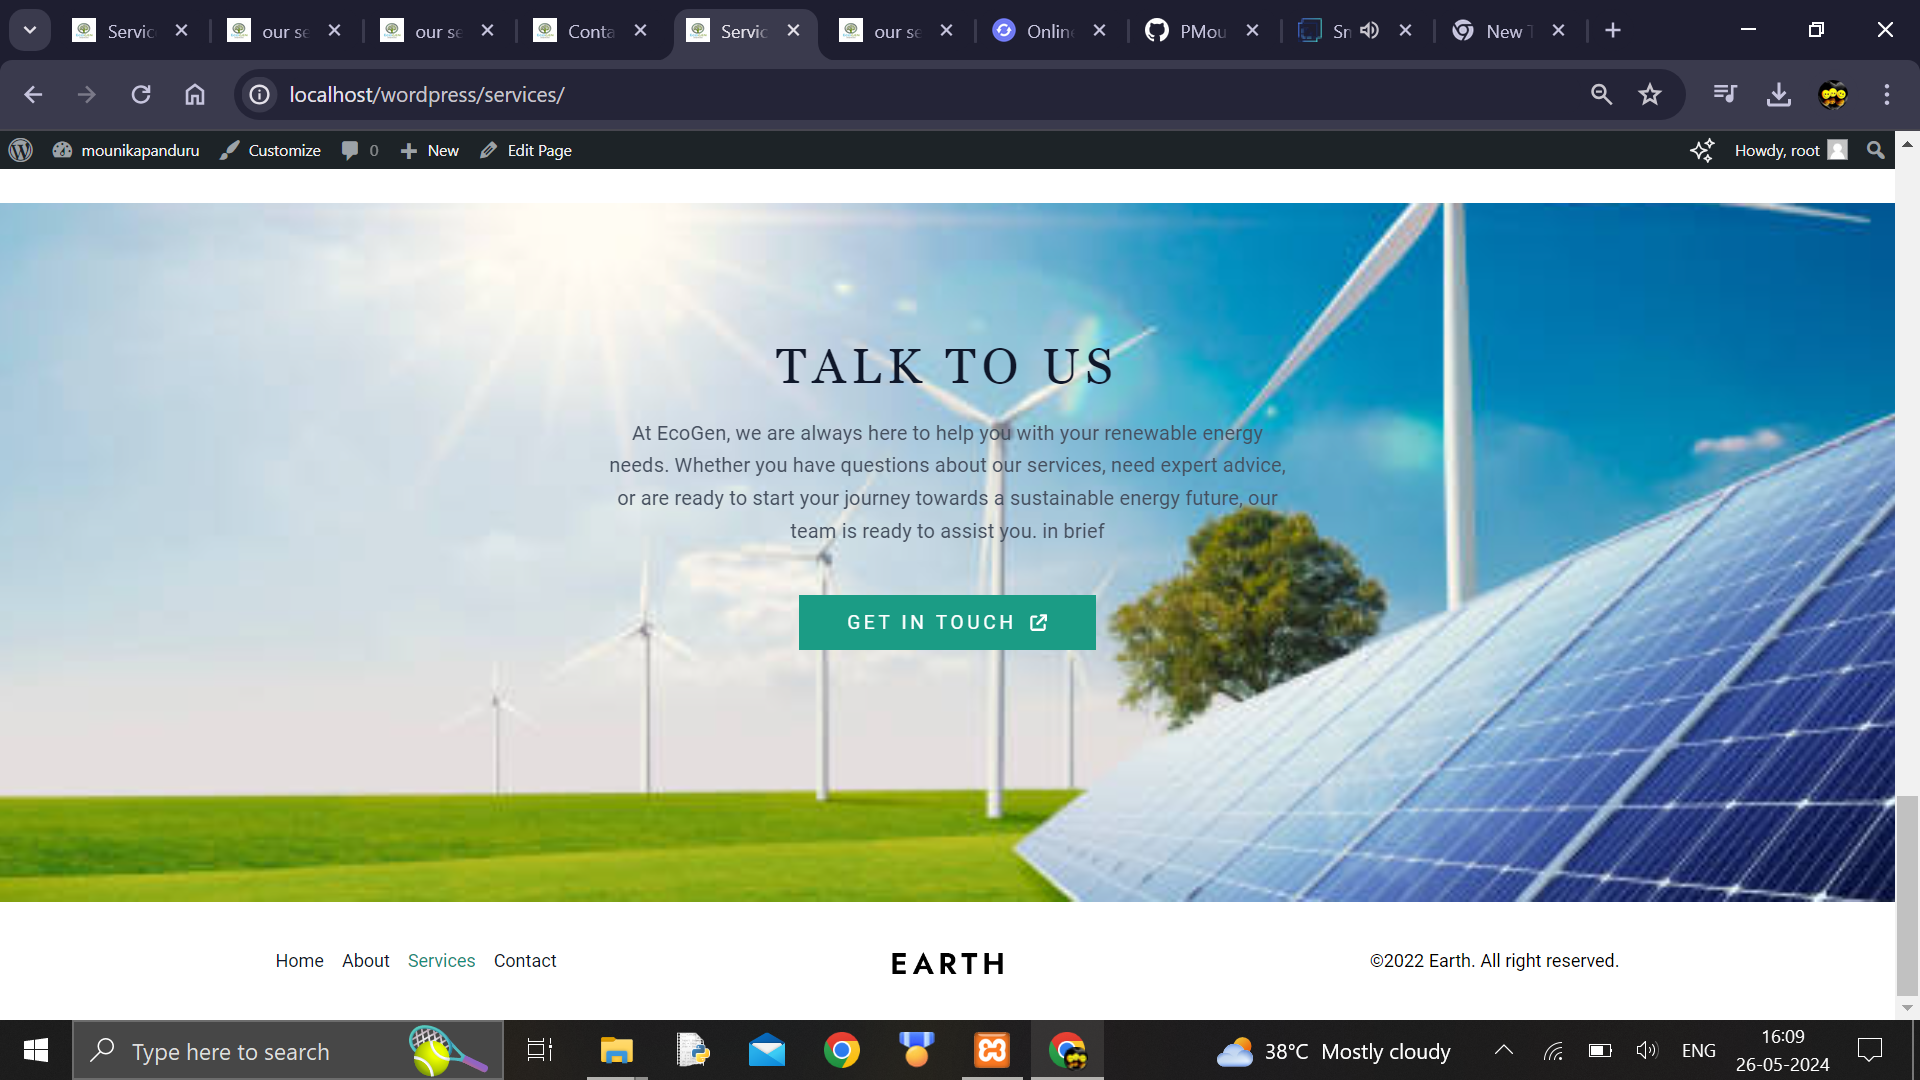 Servic
our se
our se
Conta
Servic
our se
Online
PMou
Sn
New T
localhost/wordpress/services/
mounikapanduru
Customize
0
New
Edit Page
Howdy, root
TALK TO US
At EcoGen, we are always here to help you with your renewable energy
needs. Whether you have questions about our services, need expert advice,
or are ready to start your journey towards a sustainable energy future, our
team is ready to assist you. in brief
GET IN TOUCH
Home About Services Contact
EARTH
©2022 Earth. All right reserved.
Type here to search
38°C Mostly cloudy
ENG
16:09
26-05-2024